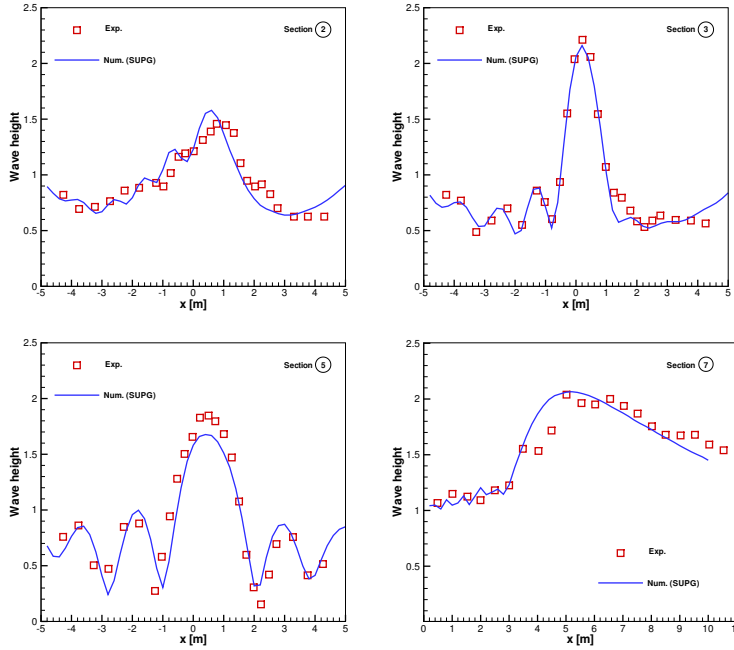 2.5
2
1.5
1
0.5
0
Wave height
Exp.
Num. (SUPG)
Section 2
-5 -4 -3 -2 -1 0 1 2 3 4 5
x [m]
2.5
2
1.5
1
0.5
0
Wave height
Exp.
Num. (SUPG)
Section 3
-5 -4 -3 -2 -1 0 1 2 3 4 5
x [m]
2.5
2
1.5
1
0.5
0
Wave height
Exp.
Num. (SUPG)
Section 5
-5 -4 -3 -2 -1 0 1 2 3 4 5
x [m]
2.5
2
1.5
1
0.5
0
Wave height
Section 7
Exp.
Num. (SUPG)
0 1 2 3 4 5 6 7 8 9 10
x [m]